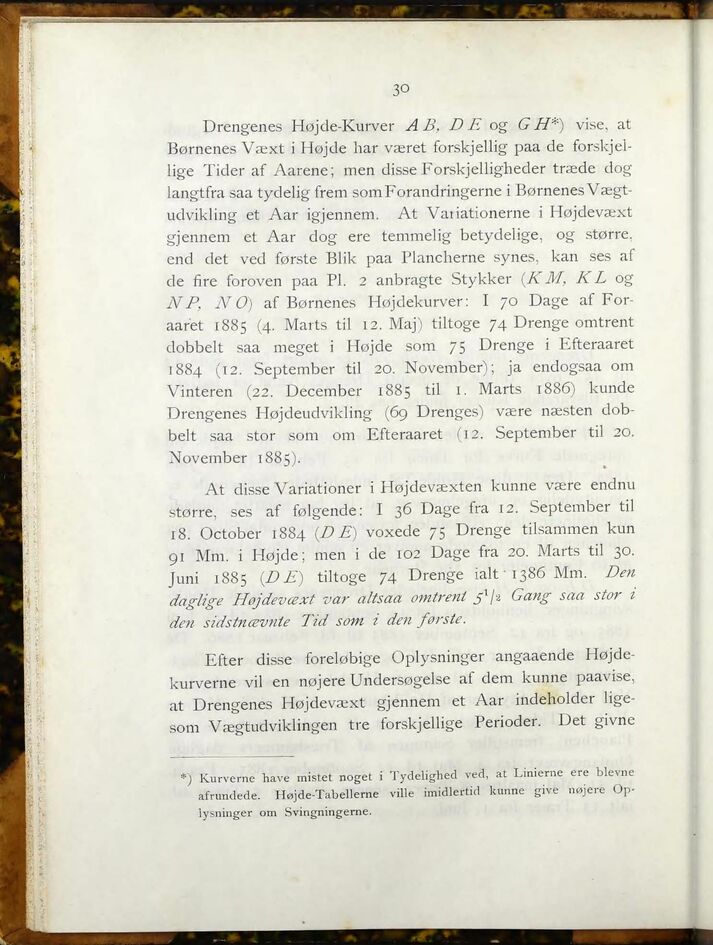 30
Drengenes Højde-Kurver A B, D E og G H*) vise, at
Børnenes Væxt i Højde har været forskjellig paa de forskjel-
lige Tider af Aarene; men disse Forskjelligheder træde dog
langtfra saa tydelig frem som Forandringerne i Børnenes Vægt-
udvikling et Aar igjennem. At Variationerne i Højdevæxt
gjennem et Aar dog ere temmelig betydelige, og større,
end det ved første Blik paa Plancherne synes, kan ses af
de fire foroven paa Pl. 2 anbragte Stykker (K M, K L og
N P, N O) af Børnenes Højdekurver: I 70 Dage af For-
aaret 1885 (4. Marts til 12. Maj) tiltoge 74 Drenge omtrent
dobbelt saa meget i Højde som 75 Drenge i Efteraaret
1884 (12. September til 20. November); ja endogsaa om
Vinteren (22. December 1885 til 1. Marts 1886) kunde
Drengenes Højdeudvikling (69 Drenges) være næsten dob-
belt saa stor som om Efteraaret (12. September til 20.
November 1885).
At disse Variationer i Højdevæxten kunne være endnu
større, ses af følgende: I 36 Dage fra 12. September til
18. October 1884 (D E) voxede 75 Drenge tilsammen kun
91 Mm. i Højde; men i de 102 Dage fra 20. Marts til 30.
Juni 1885 (D E) tiltoge 74 Drenge ialt 1386 Mm. Den
daglige Højdevæxt var altsaa omtrent 5¹/₂ Gang saa stor i
den sidstnævnte Tid som i den første.
Efter disse foreløbige Oplysninger angaaende Højde-
kurverne vil en nøjere Undersøgelse af dem kunne paavise,
at Drengenes Højdevæxt gjennem et Aar indeholder lige-
som Vægtudviklingen tre forskjellige Perioder. Det givne
*) Kurverne have mistet noget i Tydelighed ved, at Linierne ere blevne
afrundede. Højde-Tabellerne ville imidlertid kunne give nøjere Op-
lysninger om Svingningerne.